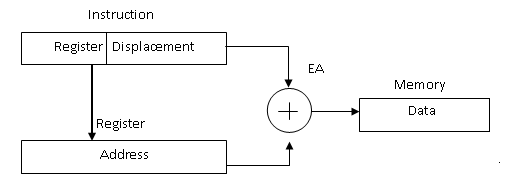 Instruction
Register Displacement
EA
Memory
Data
Register
Address